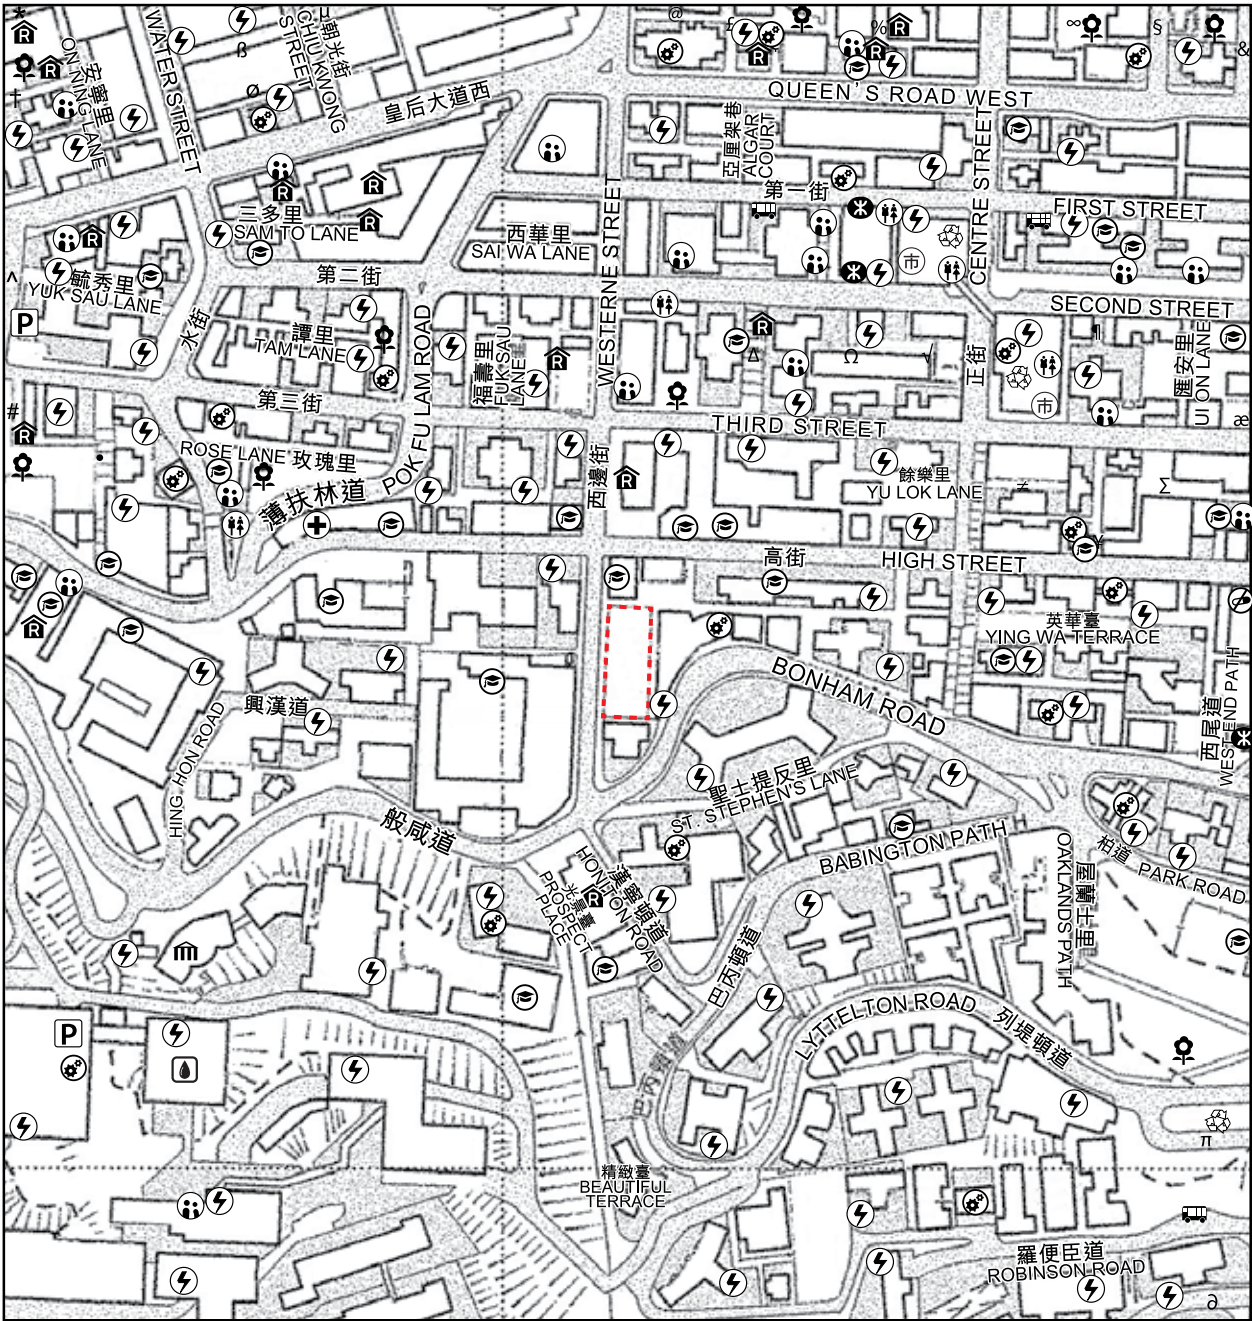 WATER STREET
朝光街
CHIU KWONG
STREET
安寧里
ON NING LANE
皇后大道西
QUEEN'S ROAD WEST
亞里架巷
ALGAR
COURT
第一街
FIRST STREET
CENTRE STREET
三多里
SAM TO LANE
西華里
SAI WA LANE
WESTERNE STREET
毓秀里
YUK SAU LANE
第二街
SECOND STREET
市
P
水街
譚里
TAM LANE
POK FU LAM ROAD
福壽里
FUK SAU
LANE
正街
匯安里
UI ON LANE
市
第三街
THIRD STREET
ROSE LANE 玫瑰里
薄扶林道
西邊街
餘樂里
YU LOK LANE
高街
HIGH STREET
英華臺
YING WA TERRACE
BONHAM ROAD
西尾道
WEST END PATH
興漢道
HING HON ROAD
聖士提反里
ST. STEPHEN'S LANE
般咸道
BABINGTON PATH
漢寧頓道
HONILTON ROAD
光景臺
PROSPECT
PLACE
屋蘭士里
OAKLANDS PATH
柏道 PARK ROAD
巴丙頓道
LYTTELTON ROAD 列堤頓道
P
精緻臺
BEAUTIFUL
TERRACE
羅便臣道
ROBINSON ROAD